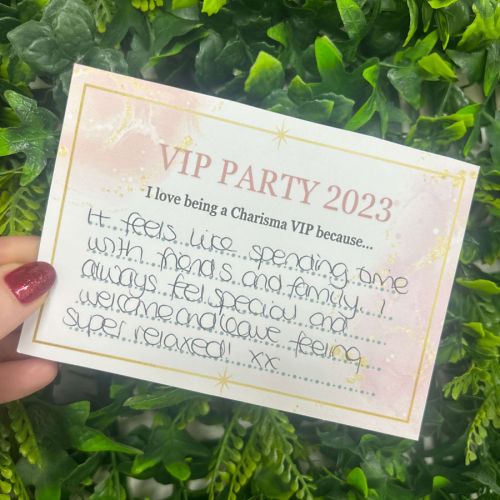 VIP PARTY 2023
I love being a Charisma VIP because...
It feels like spending time
with friends and family. I
always feel special and
welcome and leave feeling
super relaxed!! xx